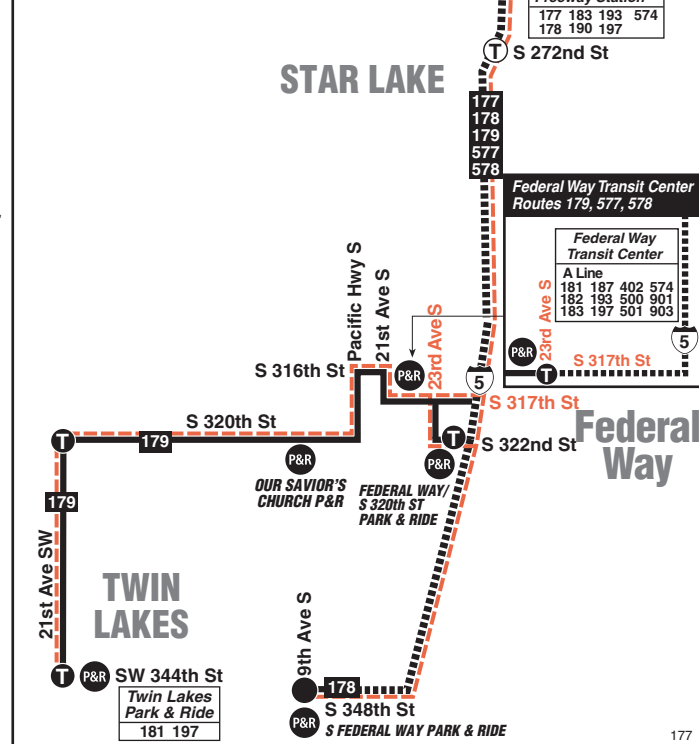 Freeway Station
177 183 193 574
178 190 197
T
S 272nd St
STAR LAKE
177
178
179
577
578
Federal Way Transit Center
Routes 179, 577, 578
Federal Way
Transit Center
A Line
181 187 402 574
182 193 500 901
183 197 501 903
P&R
23rd Ave S
S 317th St
T
5
Pacific Hwy S
21st Ave S
23rd Ave S
S 316th St
P&R
5
S 317th St
S 320th St
T
179
P&R
OUR SAVIOR'S
CHURCH P&R
T
S 322nd St
P&R
FEDERAL WAY/
S 320th ST
PARK & RIDE
Federal
Way
179
21st Ave SW
TWIN
LAKES
T
P&R
SW 344th St
Twin Lakes
Park & Ride
181 197
9th Ave S
178
S 348th St
P&R
S FEDERAL WAY PARK & RIDE
177